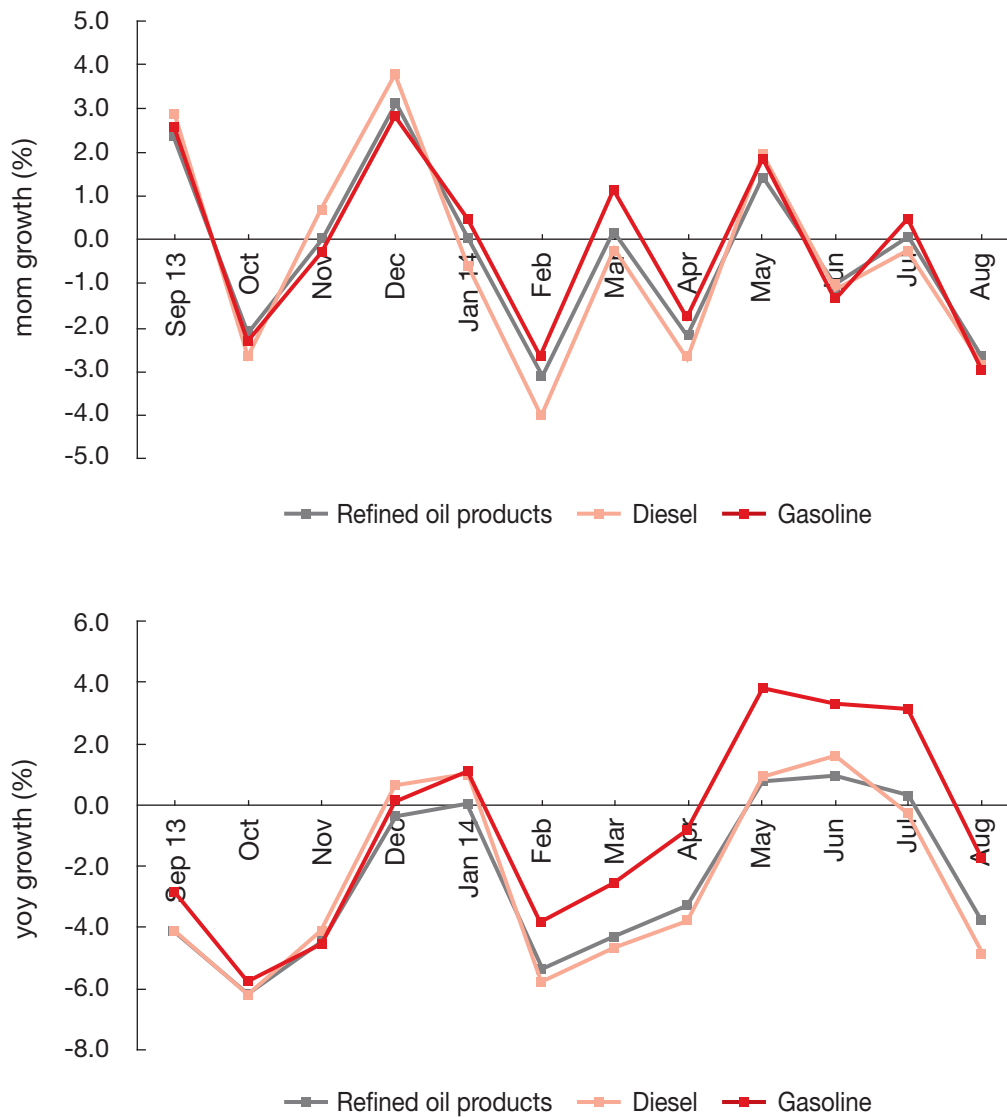 mom growth (%)
5.0
4.0
3.0
2.0
1.0
0.0
-1.0
-2.0
-3.0
-4.0
-5.0
Sep 13
Oct
Nov
Dec
Jan 14
Feb
Mar
Apr
May
Jun
Jul
Aug
Refined oil products Diesel Gasoline
yoy growth (%)
6.0
4.0
2.0
0.0
-2.0
-4.0
-6.0
-8.0
Sep 13
Oct
Nov
Dec
Jan 14
Feb
Mar
Apr
May
Jun
Jul
Aug
Refined oil products Diesel Gasoline